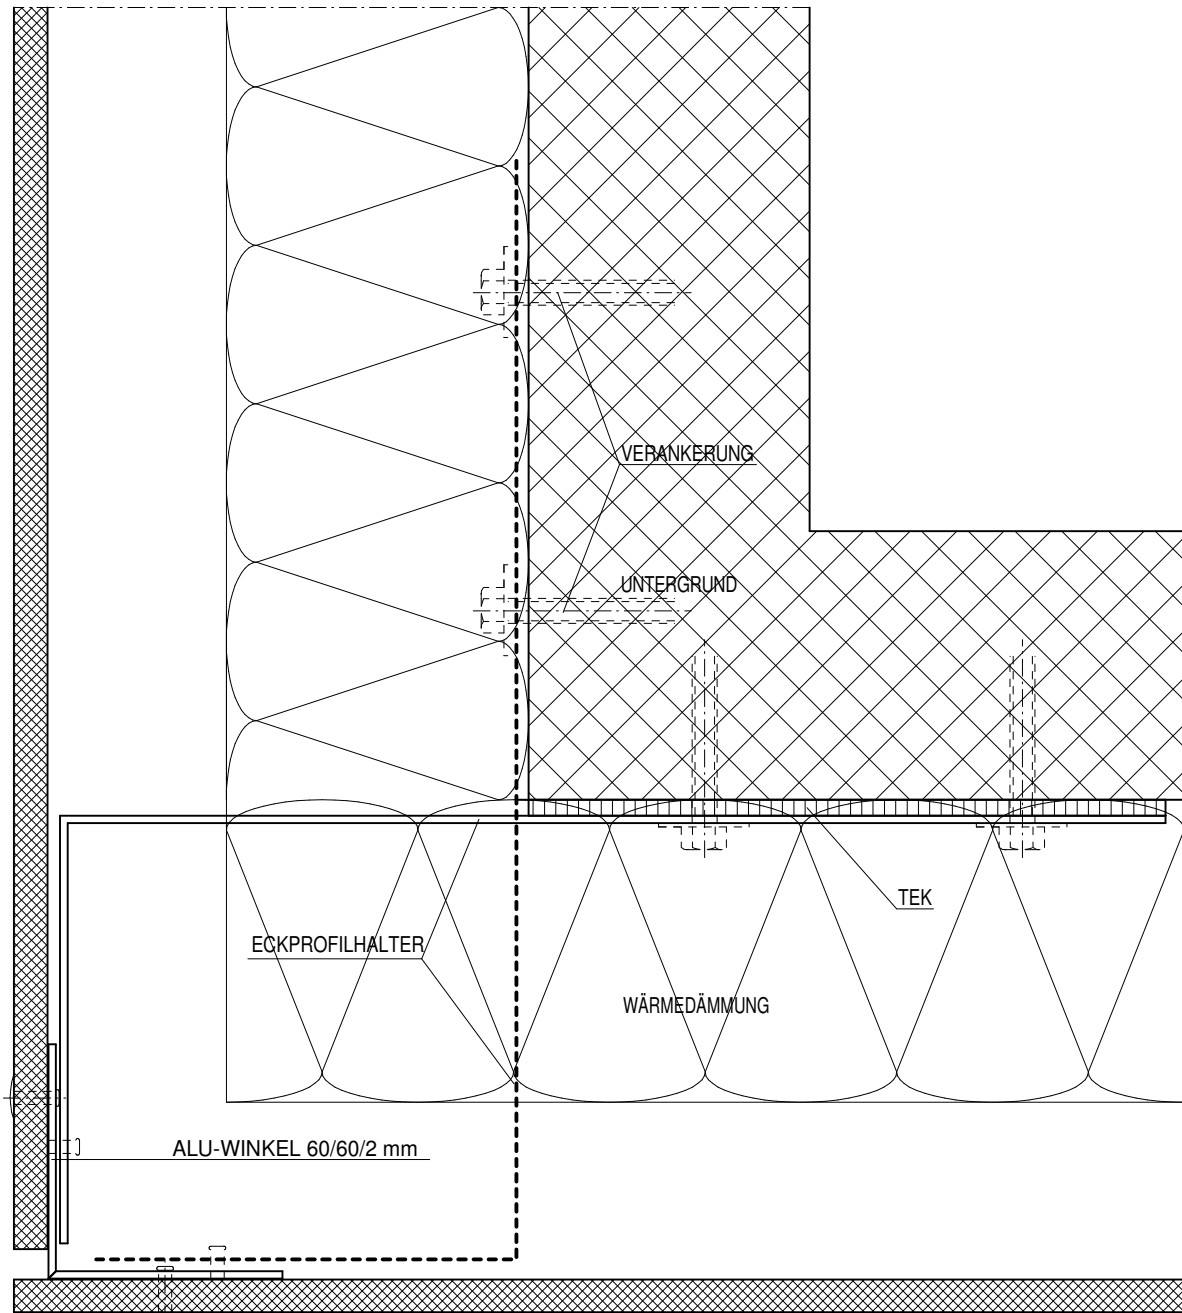 VERANKERUNG
UNTERGRUND
TEK
ECKPROFILHALTER
WÄRMEDÄMMUNG
ALU-WINKEL 60/60/2 mm